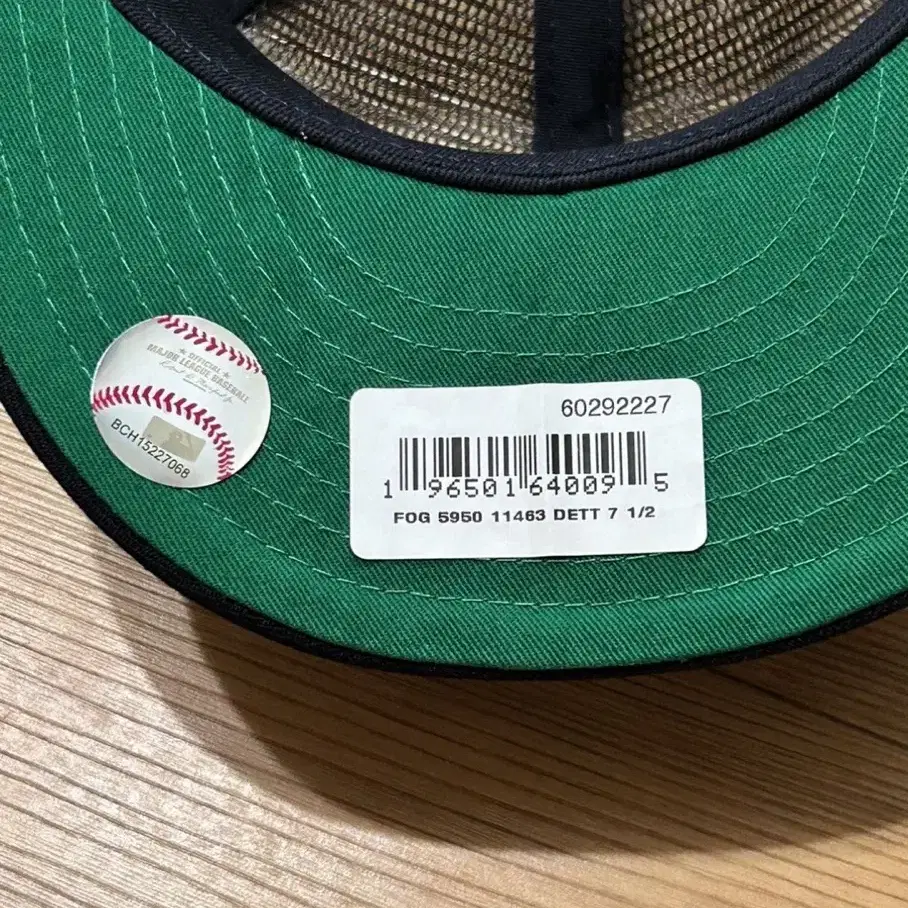 ★ OFFICIAL ★
MAJOR LEAGUE BASEBALL
BCH15227068
60292227
1 96501 64009 5
FOG 5950 11463 DETT 7 1/2